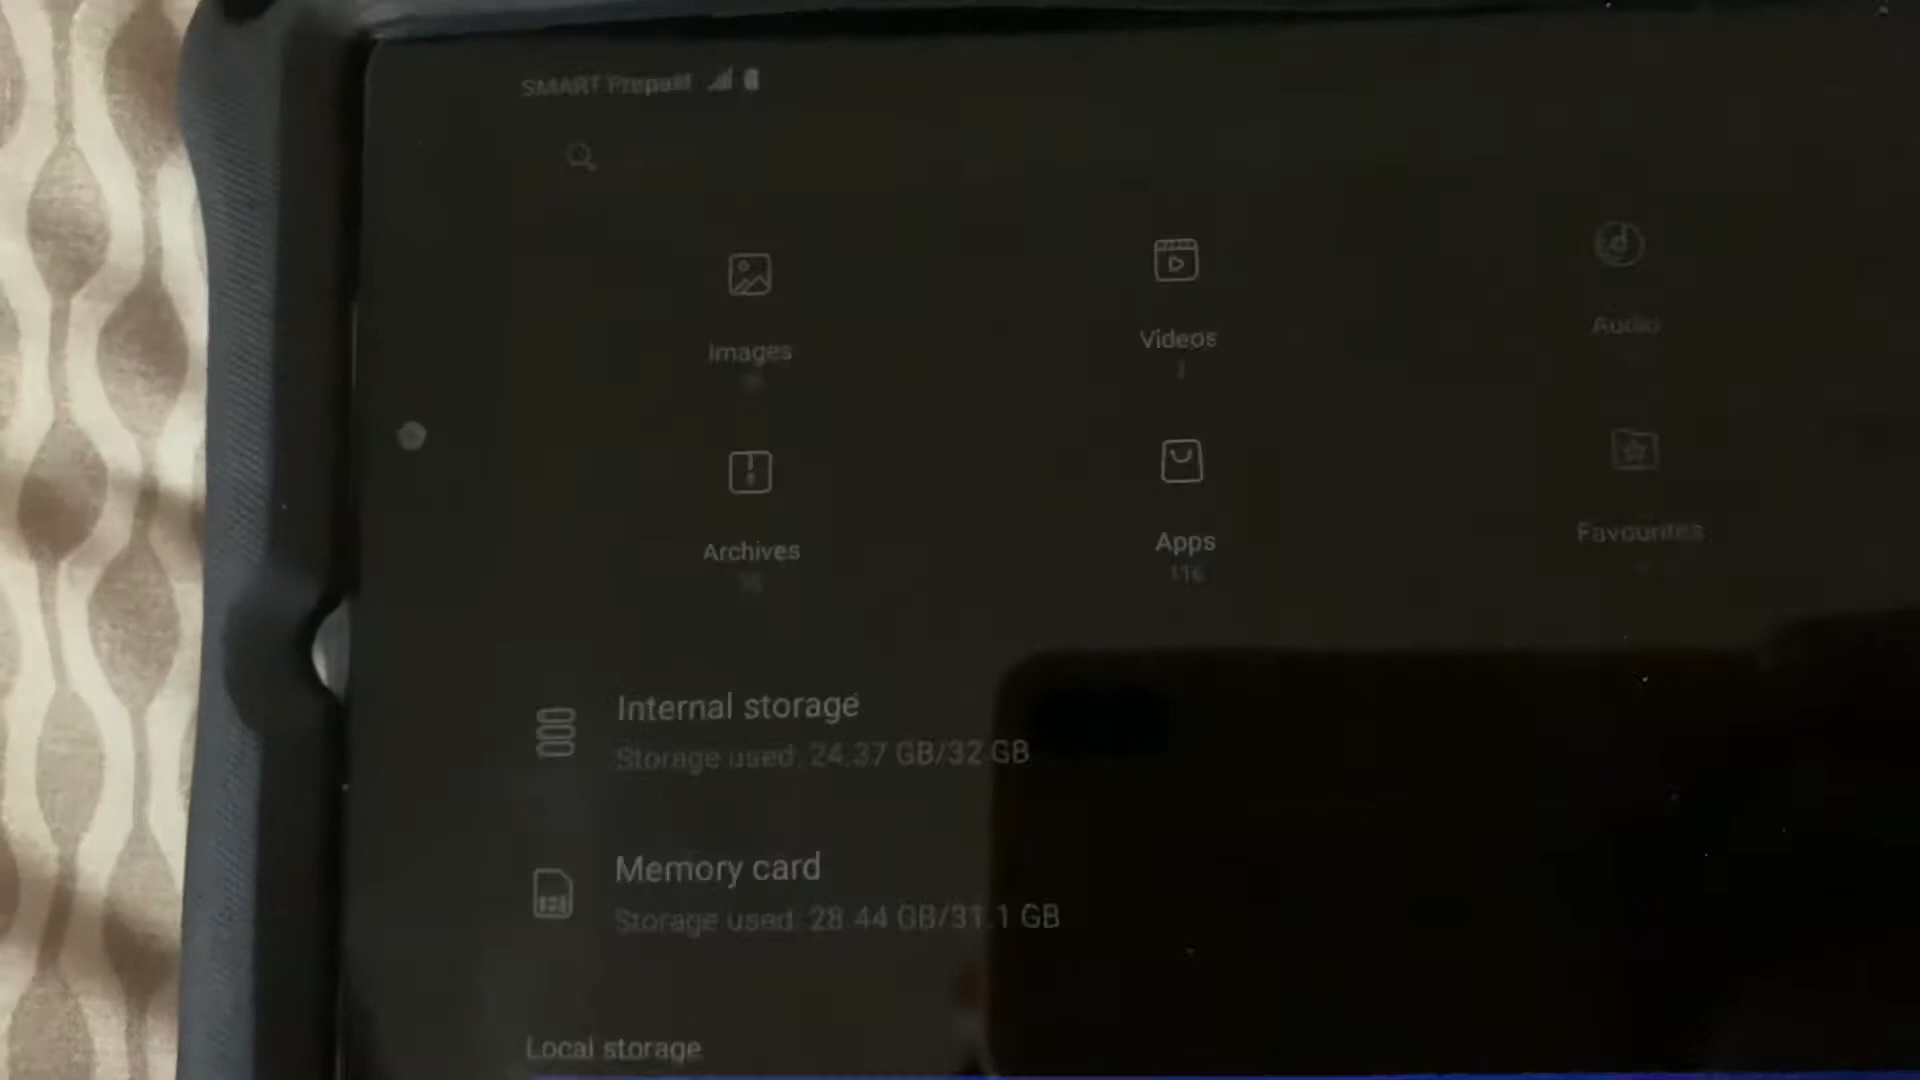 SMART Prepaid
Images
Videos
Audio
Archives
Apps
116
Favourites
Internal storage
Storage used: 24.37 GB/32 GB
Memory card
Storage used: 28.44 GB/31.1 GB
Local storage